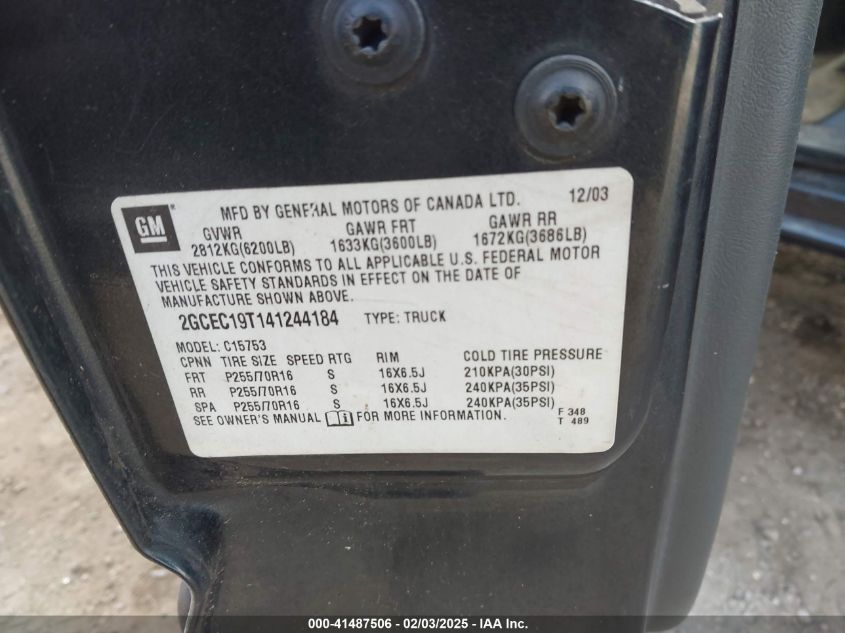 GM
MFD BY GENERAL MOTORS OF CANADA LTD. 12/03
GVWR GAWR FRT GAWR RR
2812KG(6200LB) 1633KG(3600LB) 1672KG(3686LB)
THIS VEHICLE CONFORMS TO ALL APPLICABLE U.S. FEDERAL MOTOR
VEHICLE SAFETY STANDARDS IN EFFECT ON THE DATE OF
MANUFACTURE SHOWN ABOVE.
2GCEC19T141244184 TYPE: TRUCK
MODEL: C15753
CPNN TIRE SIZE SPEED RTG RIM COLD TIRE PRESSURE
FRT P255/70R16 S 16X6.5J 210KPA(30PSI)
RR P255/70R16 S 16X6.5J 240KPA(35PSI)
SPA P255/70R16 S 16X6.5J 240KPA(35PSI)
SEE OWNER'S MANUAL FOR MORE INFORMATION.
F 348
T 489
000-41487506 - 02/03/2025 - IAA Inc.